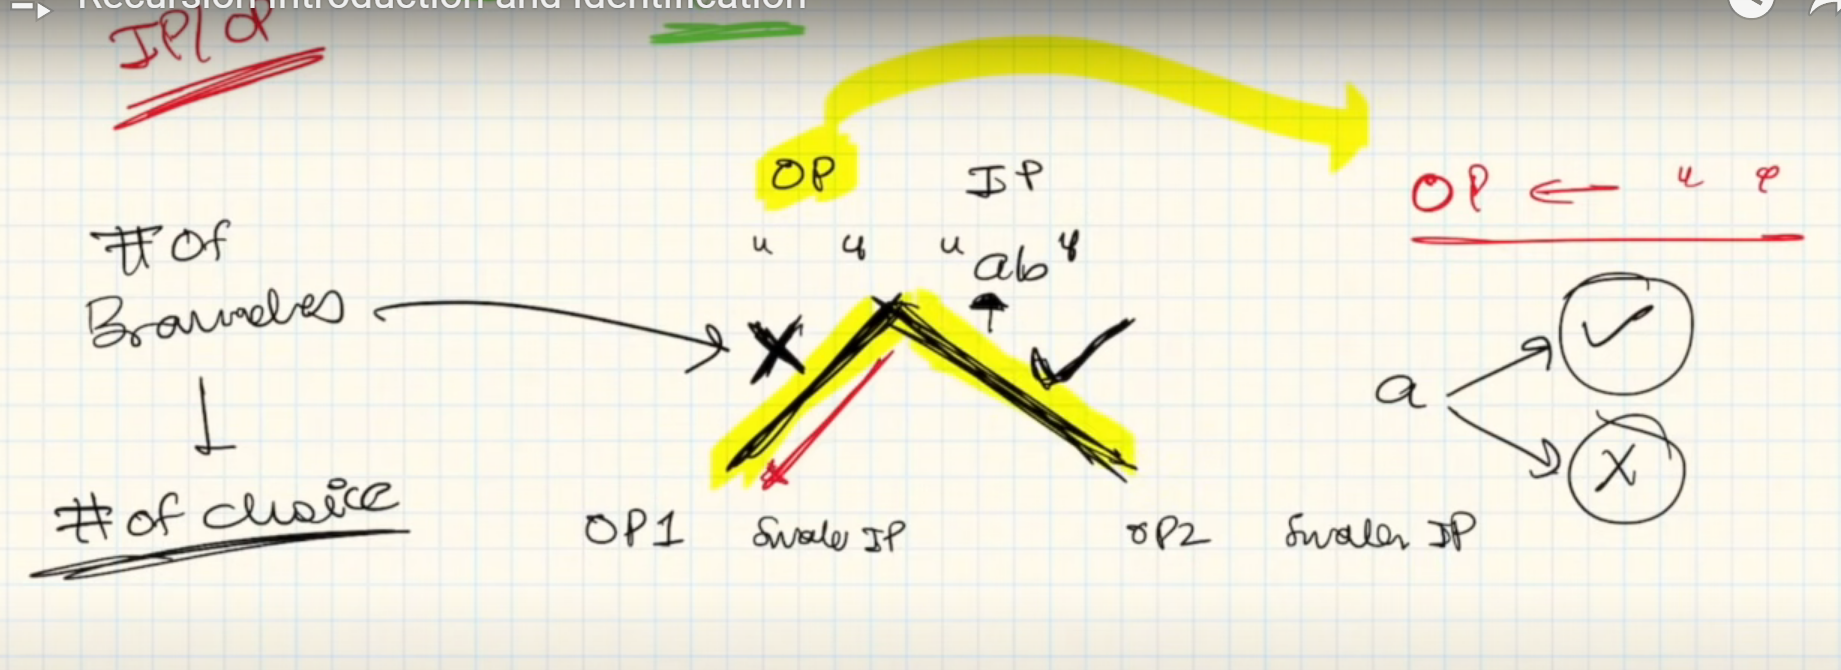 Recursion Introduction and Identification
IP/OP
OP IP
OP ← " "
# of
Branches
" " "ab"
a
# of choice
OP1 Smaller IP OP2 Smaller IP